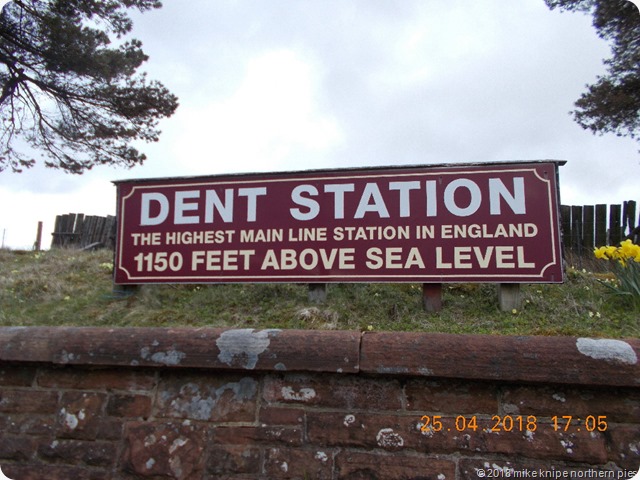 DENT STATION
THE HIGHEST MAIN LINE STATION IN ENGLAND
1150 FEET ABOVE SEA LEVEL
25.04.2018 17:05
©2018 mike knipe northern pies